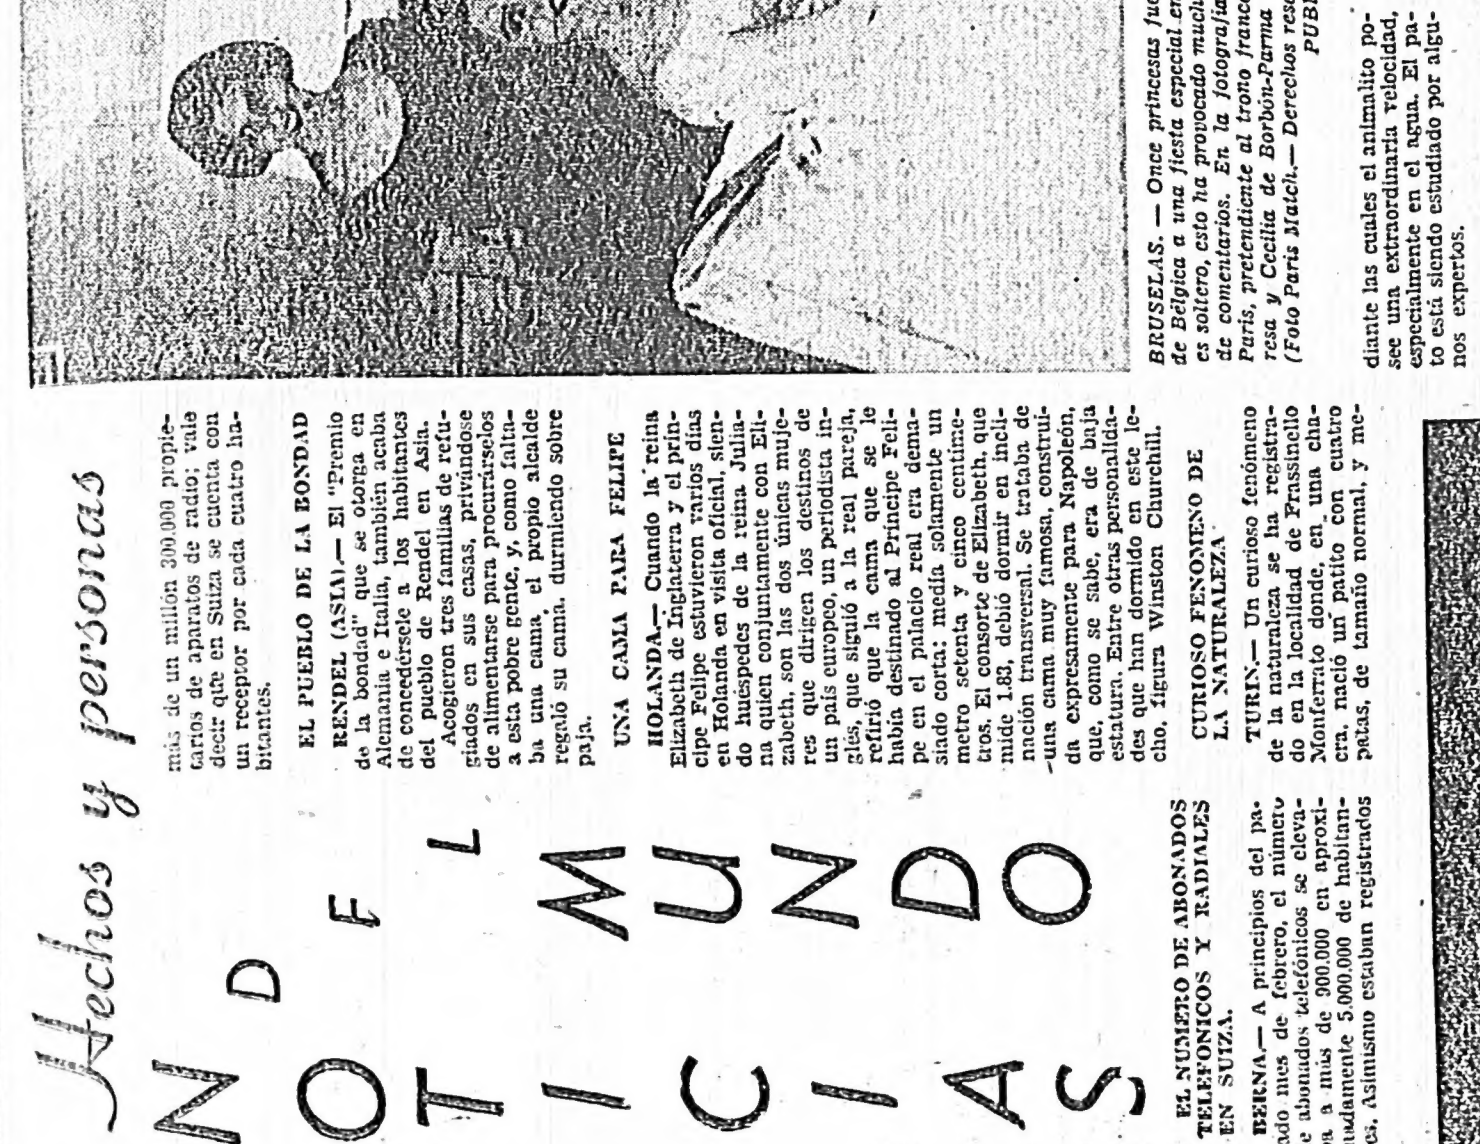 Hechos y personas
NOTICIAS
DEL
MUNDO
EL NUMERO DE ABONADOS
TELEFONICOS Y RADIALES
EN SUIZA.
BERNA.— A principios del pa-
mes de febrero, el número
abonados telefónicos se eleva-
a más de 900.000 en aproxi-
5.000.000 de habitan-
Asimismo estaban registrados
más de un millón 300.000 propie-
tarios de aparatos de radio; vale
decir que en Suiza se cuenta con
un receptor por cada cuatro ha-
bitantes.
EL PUEBLO DE LA BONDAD
RENDEL (ASIA).— El "Premio
de la bondad" que se otorga en
Alemania e Italia, también acaba
de concedérsele a los habitantes
del pueblo de Rendel en Asia.
Acogieron tres familias de refu-
giados en sus casas, privándose
de alimentarse para procurárselos
a esta pobre gente, y, como falta-
ba una cama, el propio alcalde
regaló su cama, durmiendo sobre
paja.
UNA CAMA PARA FELIPE
HOLANDA.— Cuando la reina
Elizabeth de Inglaterra y el prín-
cipe Felipe estuvieron varios días
en Holanda en visita oficial, sien-
do huéspedes de la reina Julia-
na quien conjuntamente con Eli-
zabeth, son las dos únicas muje-
res que dirigen los destinos de
un país europeo, un periodista in-
glés, que siguió a la real pareja,
refirió que la cama que se le
había destinado al Príncipe Feli-
pe en el palacio real era dema-
siado corta: medía solamente un
metro setenta y cinco centíme-
tros. El consorte de Elizabeth, que
mide 1.83, debió dormir en incli-
nación transversal. Se trataba de
una cama muy famosa, construí-
da expresamente para Napoleón,
que, como se sabe, era de baja
estatura. Entre otras personalida-
des que han dormido en este le-
cho, figura Winston Churchill.
CURIOSO FENOMENO DE
LA NATURALEZA
TURIN.— Un curioso fenómeno
de la naturaleza se ha registra-
do en la localidad de Frassinello
Monferrato donde, en una cha-
cra, nació un patito con cuatro
patas, de tamaño normal y me-
diante las cuales el animalito po-
see una extraordinaria velocidad,
especialmente en el agua. El pa-
to está siendo estudiado por algu-
nos expertos.
BRUSELAS. — Once princesas
de Bélgica a una fiesta especial
es soltero, esto ha provocado
de comentarios. En la fotografía
Paris, pretendiente al trono
resa y Cecilia de Borbón-Parma
(Foto Paris Match.— Derechos